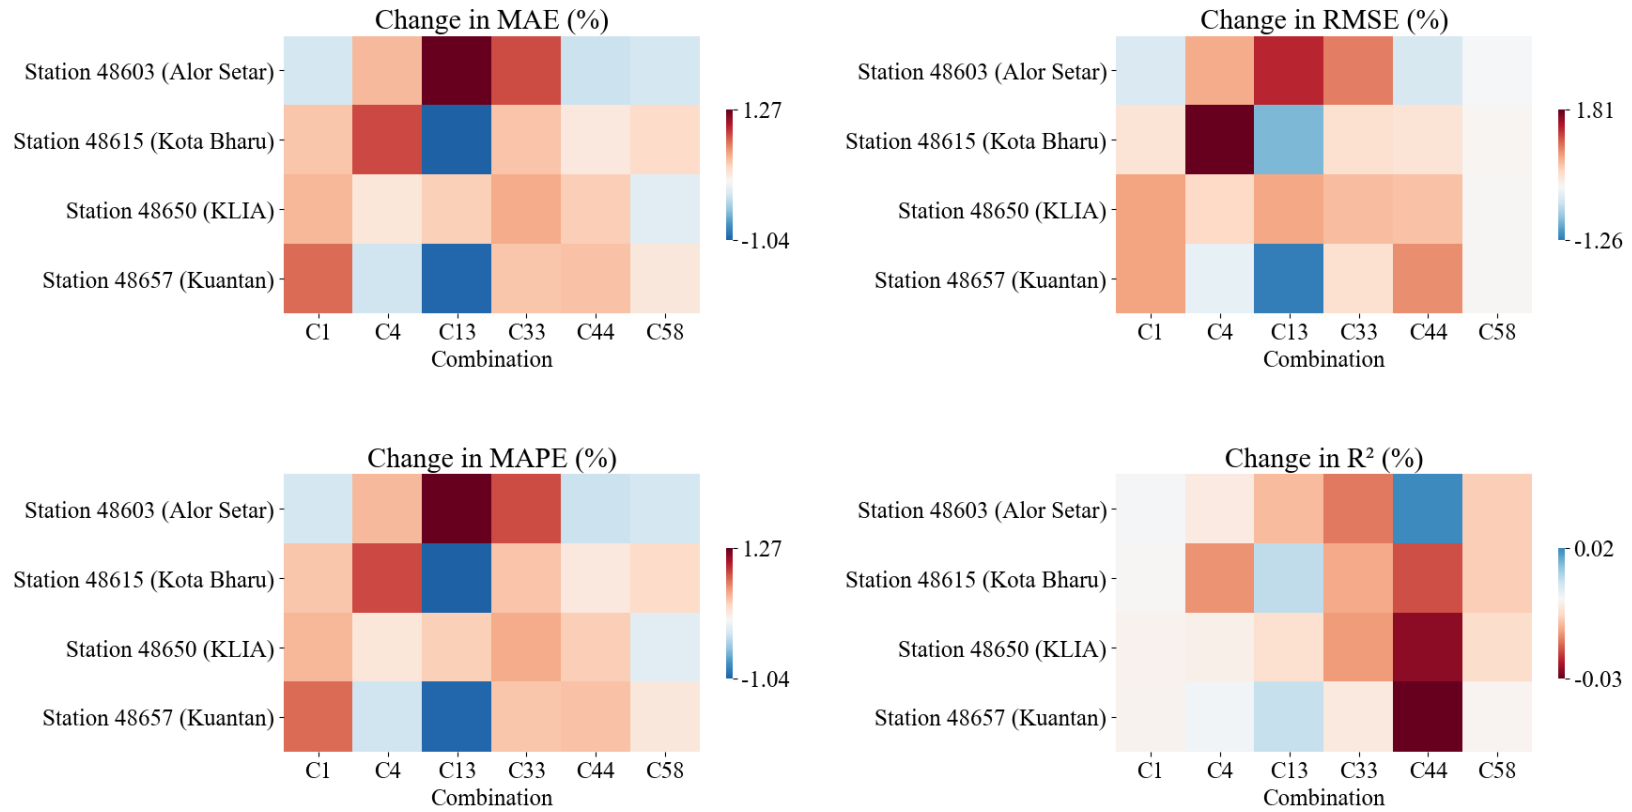 Change in MAE (%)
Station 48603 (Alor Setar)
Station 48615 (Kota Bharu)
Station 48650 (KLIA)
Station 48657 (Kuantan)
1.27
-1.04
C1 C4 C13 C33 C44 C58
Combination
Change in RMSE (%)
Station 48603 (Alor Setar)
Station 48615 (Kota Bharu)
Station 48650 (KLIA)
Station 48657 (Kuantan)
1.81
-1.26
C1 C4 C13 C33 C44 C58
Combination
Change in MAPE (%)
Station 48603 (Alor Setar)
Station 48615 (Kota Bharu)
Station 48650 (KLIA)
Station 48657 (Kuantan)
1.27
-1.04
C1 C4 C13 C33 C44 C58
Combination
Change in R² (%)
Station 48603 (Alor Setar)
Station 48615 (Kota Bharu)
Station 48650 (KLIA)
Station 48657 (Kuantan)
0.02
-0.03
C1 C4 C13 C33 C44 C58
Combination